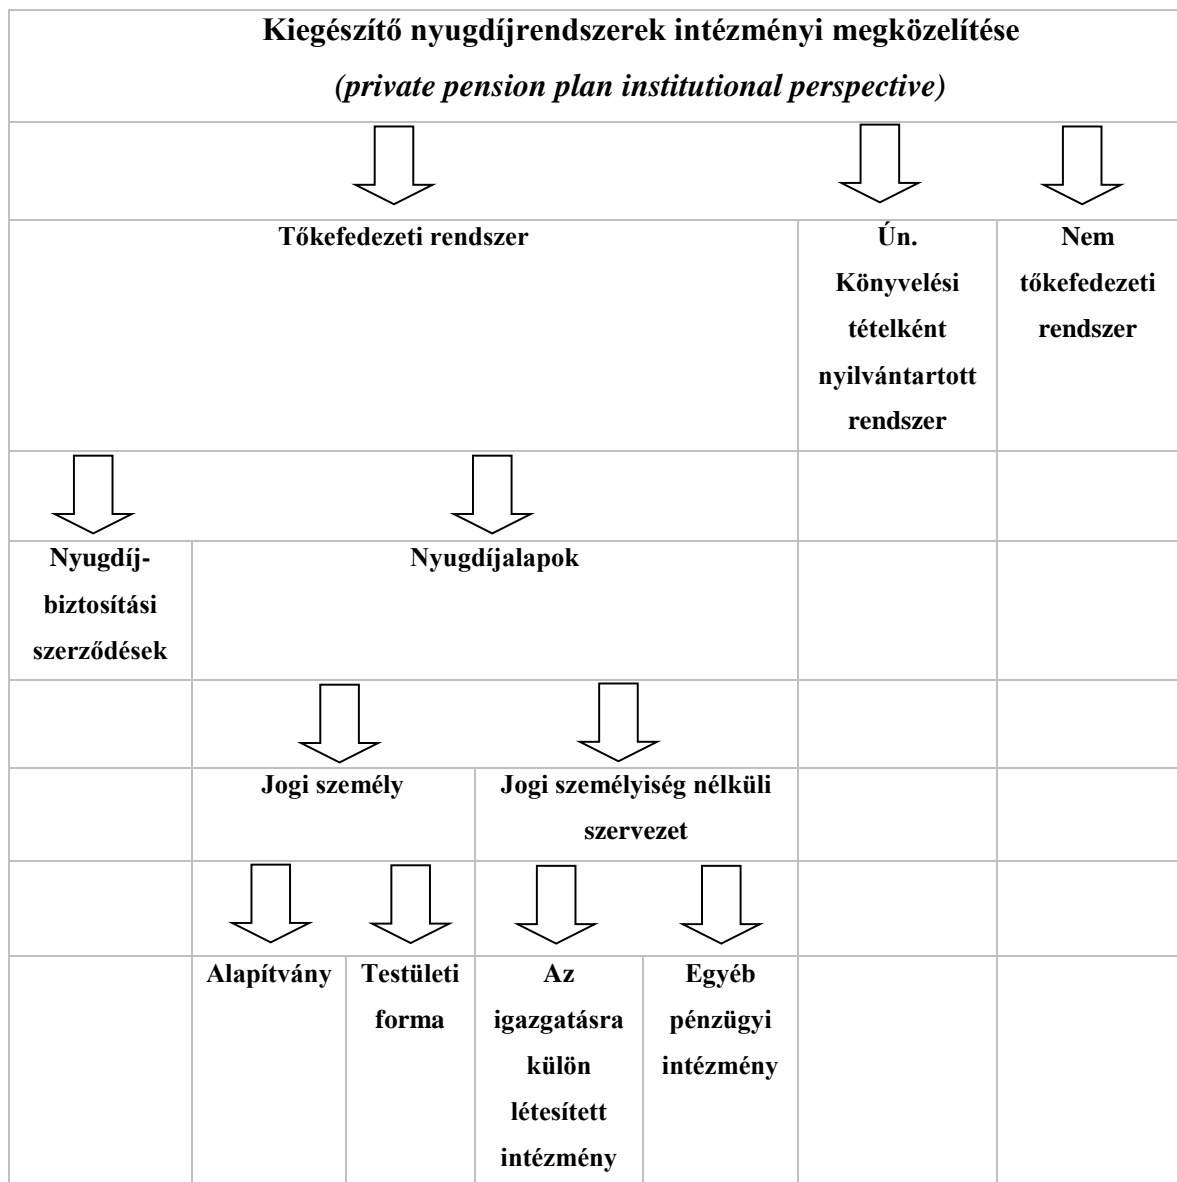 Kiegészítő nyugdíjrendszerek intézményi megközelítése
(private pension plan institutional perspective)
Tőkefedezeti rendszer
Ún.
Könyvelési
tételként
nyilvántartott
rendszer
Nem
tőkefedezeti
rendszer
Nyugdíj-
biztosítási
szerződések
Nyugdíjalapok
Jogi személy
Jogi személyiség nélküli
szervezet
Alapítvány
Testületi
forma
Az
igazgatásra
külön
létesített
intézmény
Egyéb
pénzügyi
intézmény